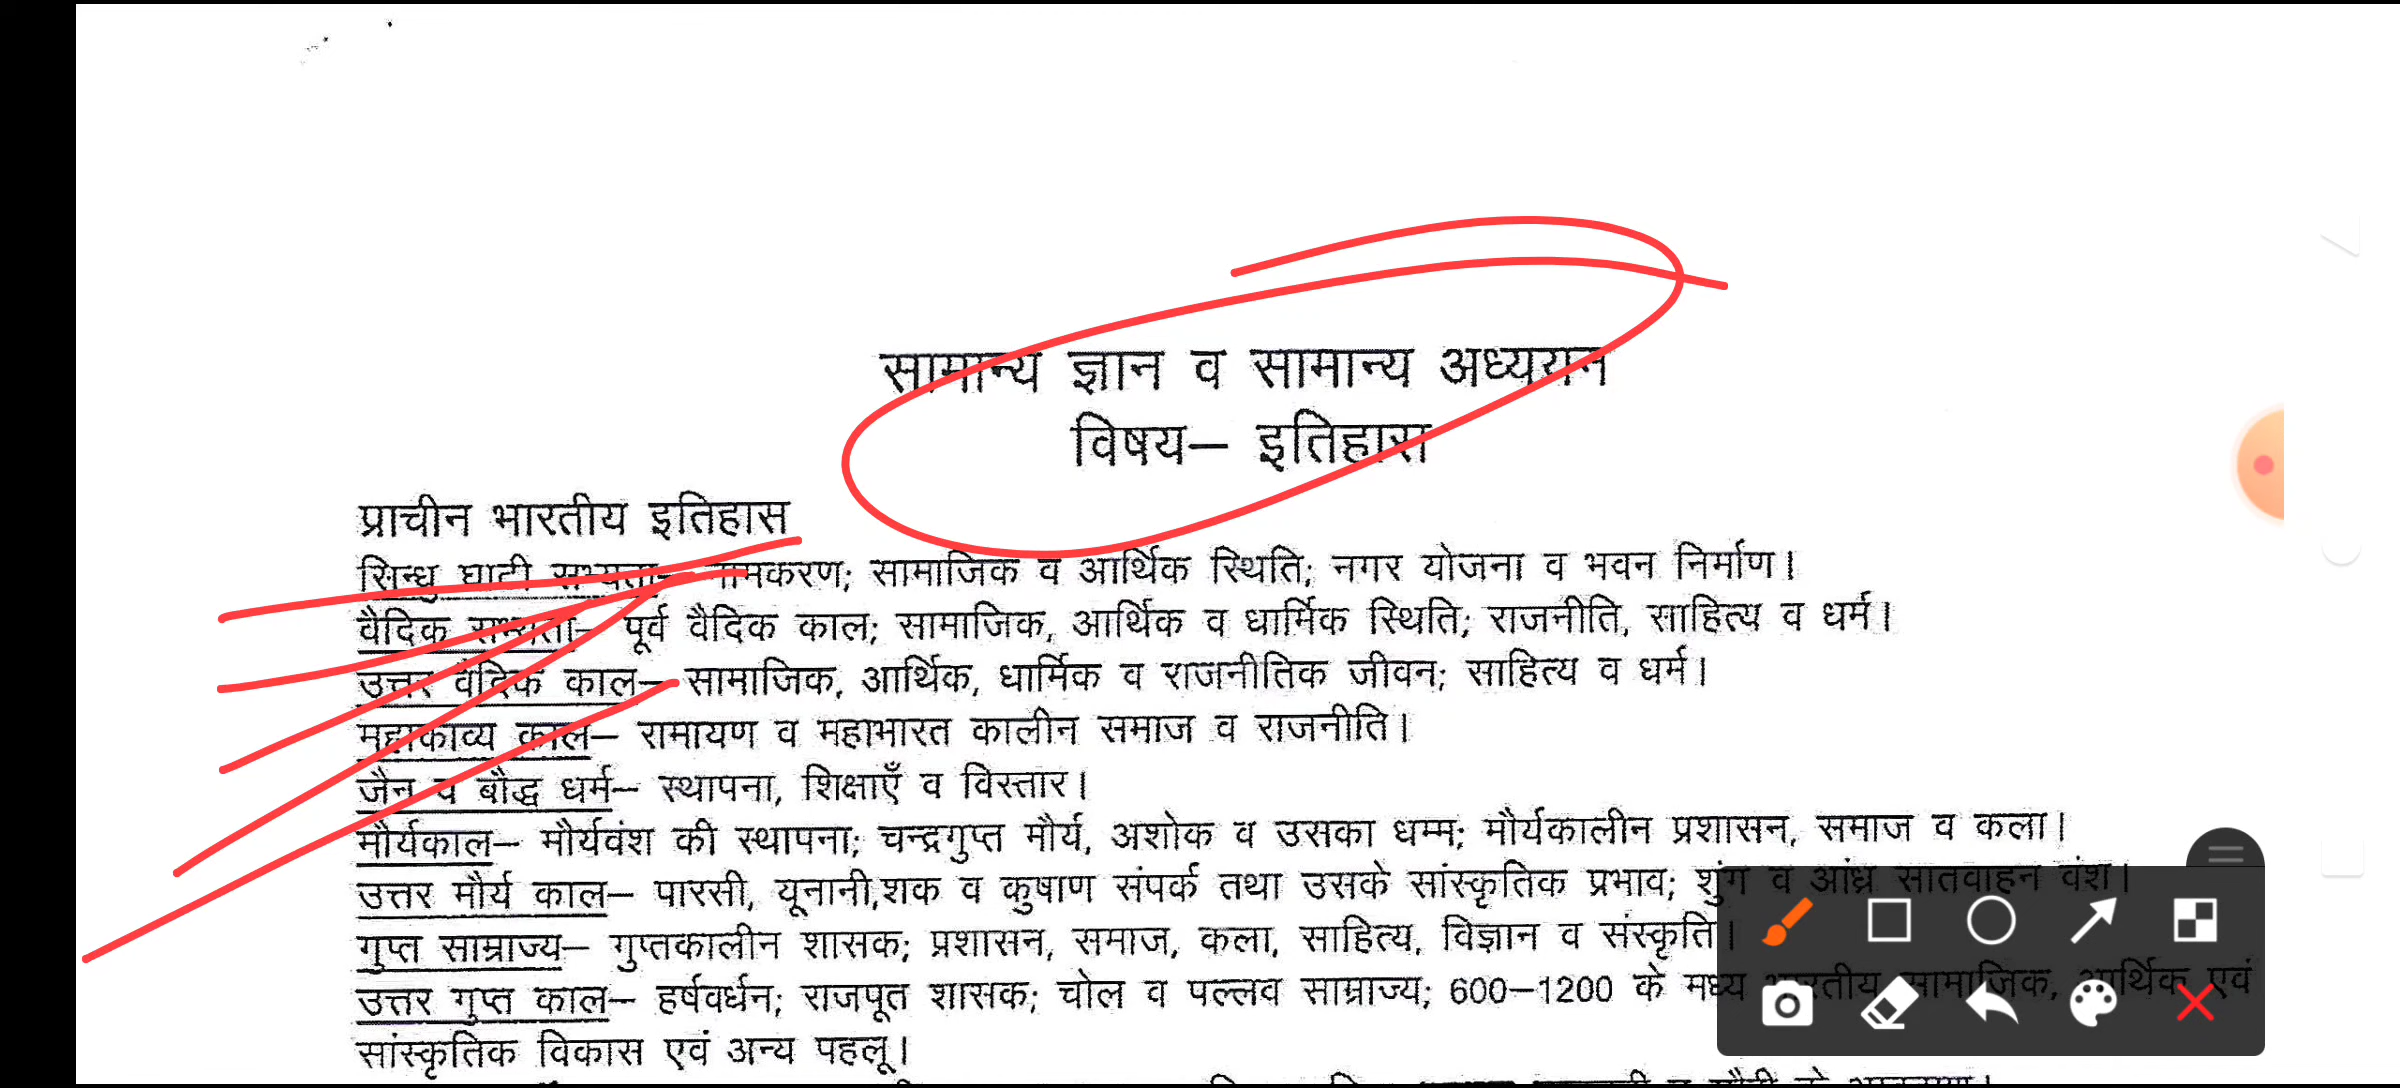 सामान्य ज्ञान व सामान्य अध्ययन
विषय– इतिहास
प्राचीन भारतीय इतिहास
सिन्धु घाटी सभ्यता– नामकरण; सामाजिक व आर्थिक स्थिति; नगर योजना व भवन निर्माण।
वैदिक सभ्यता– पूर्व वैदिक काल; सामाजिक, आर्थिक व धार्मिक स्थिति; राजनीति, साहित्य व धर्म।
उत्तर वैदिक काल– सामाजिक, आर्थिक, धार्मिक व राजनीतिक जीवन; साहित्य व धर्म।
महाकाव्य काल– रामायण व महाभारत कालीन समाज व राजनीति।
जैन व बौद्ध धर्म– स्थापना, शिक्षाएँ व विस्तार।
मौर्यकाल– मौर्यवंश की स्थापना; चन्द्रगुप्त मौर्य, अशोक व उसका धम्म; मौर्यकालीन प्रशासन, समाज व कला।
उत्तर मौर्य काल– पारसी, यूनानी,शक व कुषाण संपर्क तथा उसके सांस्कृतिक प्रभाव; शुंग व आंध्र सातवाहन वंश।
गुप्त साम्राज्य– गुप्तकालीन शासक; प्रशासन, समाज, कला, साहित्य, विज्ञान व संस्कृति।
उत्तर गुप्त काल– हर्षवर्धन; राजपूत शासक; चोल व पल्लव साम्राज्य; 600–1200 के मध्य भारतीय सामाजिक, आर्थिक एवं
सांस्कृतिक विकास एवं अन्य पहलू।